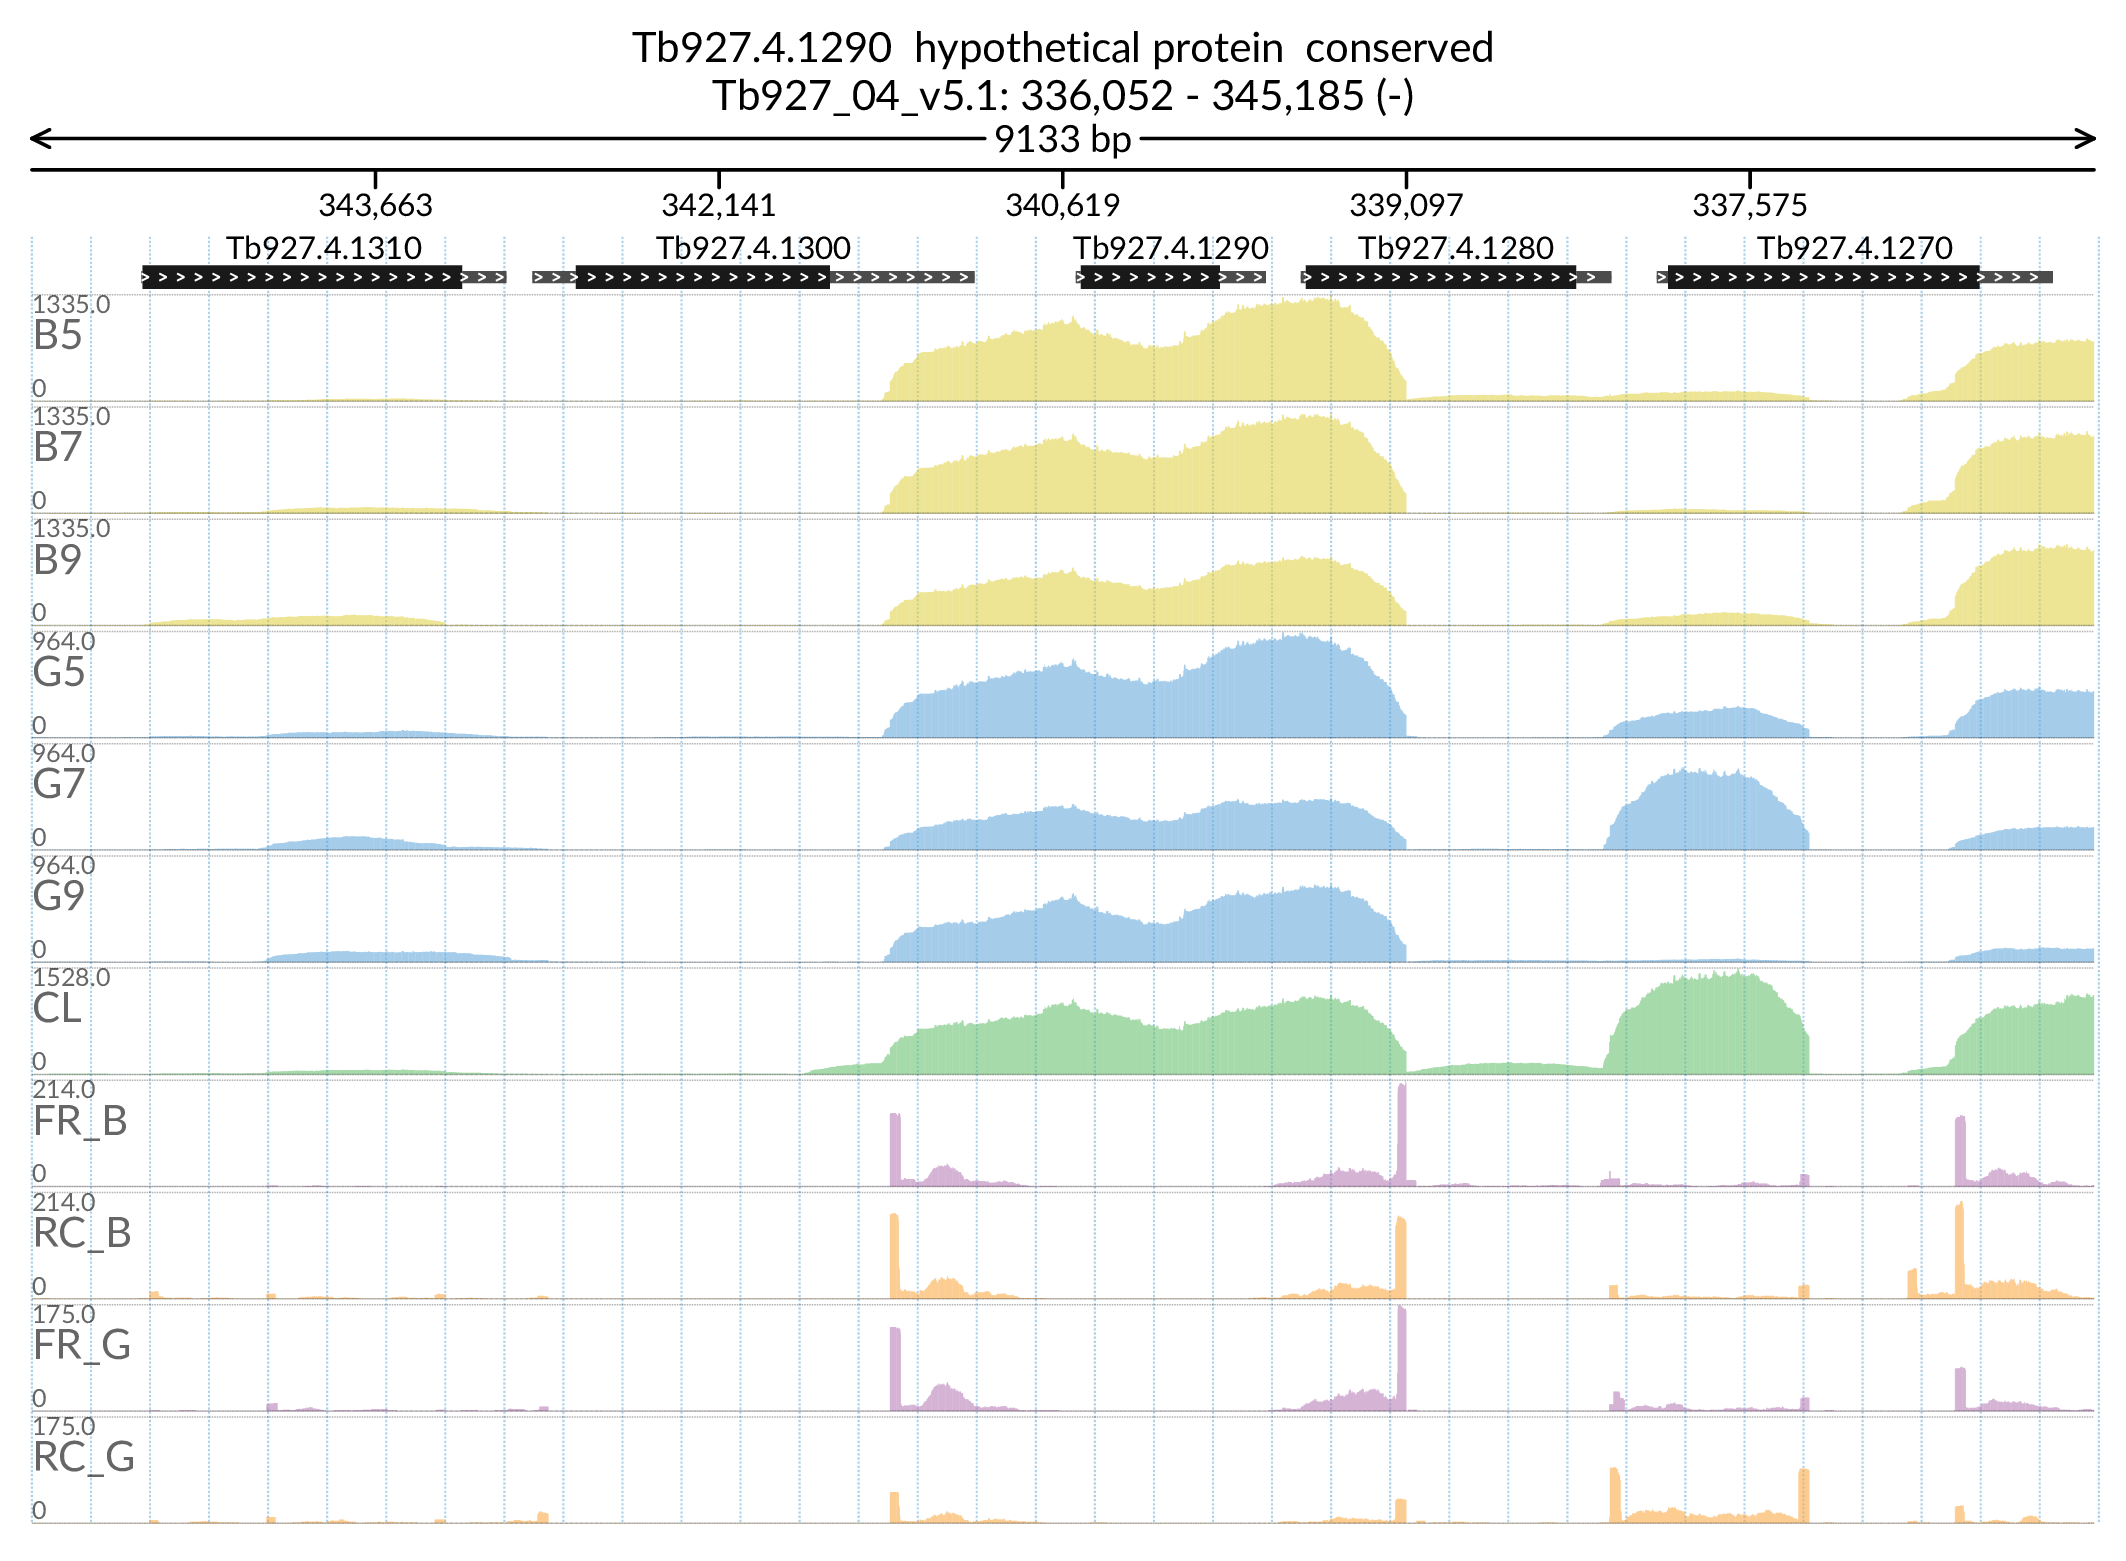 Tb927.4.1290 hypothetical protein conserved
Tb927_04_v5.1: 336,052 - 345,185 (-)
9133 bp
343,663 342,141 340,619 339,097 337,575
Tb927.4.1310 Tb927.4.1300 Tb927.4.1290 Tb927.4.1280 Tb927.4.1270
1335.0
B5
0
1335.0
B7
0
1335.0
B9
0
964.0
G5
0
964.0
G7
0
964.0
G9
0
1528.0
CL
0
214.0
FR_B
0
214.0
RC_B
0
175.0
FR_G
0
175.0
RC_G
0